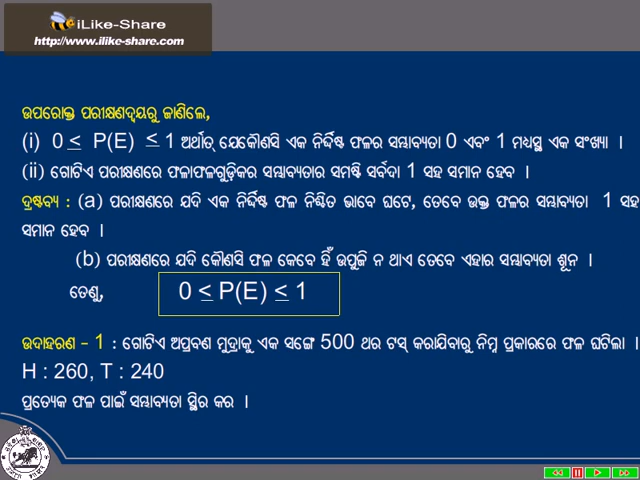 iLike-Share
http://www.ilike-share.com
ଉପରୋକ୍ତ ପରୀକ୍ଷଣଦ୍ୱୟରୁ ଜାଣିଲେ,
(i) 0 ≤ P(E) ≤ 1 ଅର୍ଥାତ୍ ଯେକୌଣସି ଏକ ନିର୍ଦ୍ଦିଷ୍ଟ ଫଳର ସମ୍ଭାବ୍ୟତା 0 ଏବଂ 1 ମଧ୍ୟସ୍ଥ ଏକ ସଂଖ୍ୟା ।
(ii) ଗୋଟିଏ ପରୀକ୍ଷଣରେ ଫଳାଫଳଗୁଡ଼ିକର ସମ୍ଭାବ୍ୟତାର ସମଷ୍ଟି ସର୍ବଦା 1 ସହ ସମାନ ହେବ ।
ଦ୍ରଷ୍ଟବ୍ୟ : (a) ପରୀକ୍ଷଣରେ ଯଦି ଏକ ନିର୍ଦ୍ଦିଷ୍ଟ ଫଳ ନିଶ୍ଚିତ ଭାବେ ଘଟେ, ତେବେ ଉକ୍ତ ଫଳର ସମ୍ଭାବ୍ୟତା 1 ସହ
ସମାନ ହେବ ।
(b) ପରୀକ୍ଷଣରେ ଯଦି କୌଣସି ଫଳ କେବେ ହିଁ ଉପୁଜି ନ ଥାଏ ତେବେ ଏହାର ସମ୍ଭାବ୍ୟତା ଶୂନ ।
ତେଣୁ, 0 ≤ P(E) ≤ 1
ଉଦାହରଣ - 1 : ଗୋଟିଏ ଅପ୍ରବଣ ମୁଦ୍ରାକୁ ଏକ ସଙ୍ଗେ 500 ଥର ଟସ୍ କରାଯିବାରୁ ନିମ୍ନ ପ୍ରକାରରେ ଫଳ ଘଟିଲା ।
H : 260, T : 240
ପ୍ରତ୍ୟେକ ଫଳ ପାଇଁ ସମ୍ଭାବ୍ୟତା ସ୍ଥିର କର ।